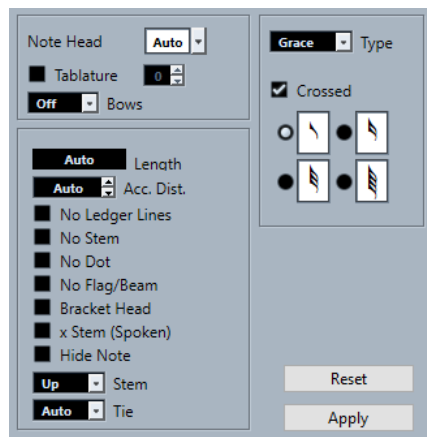 Note Head Auto
Tablature 0
Off Bows
Auto Length
Auto Acc. Dist.
No Ledger Lines
No Stem
No Dot
No Flag/Beam
Bracket Head
x Stem (Spoken)
Hide Note
Up Stem
Auto Tie
Grace Type
Crossed
Reset
Apply